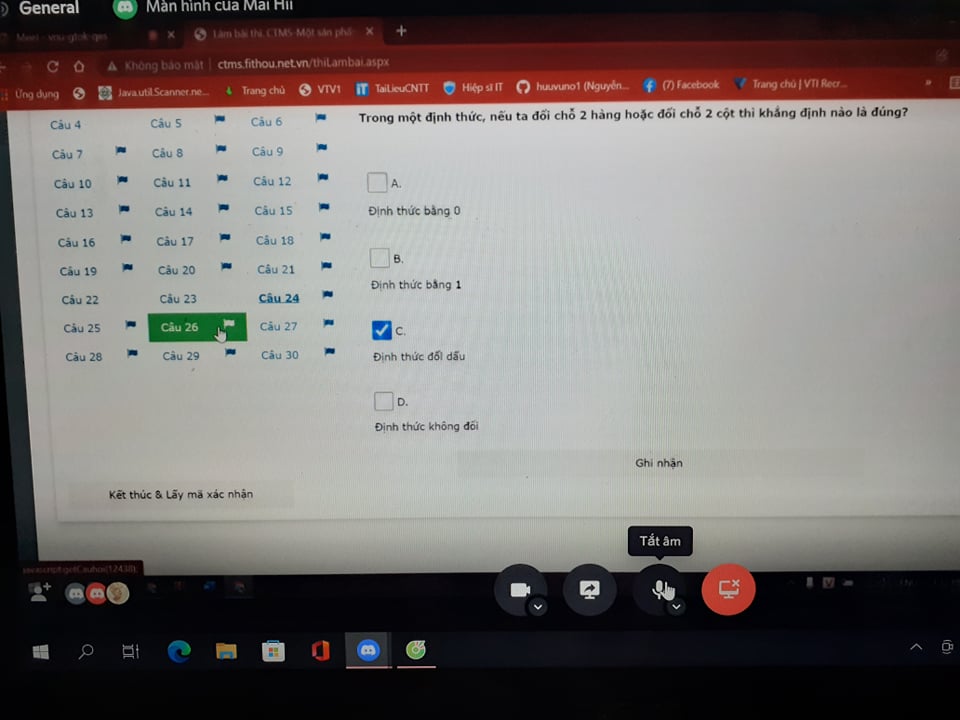 General
Màn hình của Mai Hii
Meet - vnu-gtok-qes
Làm bài thi. CTMS-Một sản phẩ
Không bảo mật | ctms.fithou.net.vn/thiLambai.aspx
Ứng dụng
Java.util.Scanner.ne...
Trang chủ
VTV1
TaiLieuCNTT
Hiệp sĩ IT
huuvuno1 (Nguyễn...
(7) Facebook
Trang chủ | VTI Recr...
»
Câu 4
Câu 5
Câu 6
Câu 7
Câu 8
Câu 9
Câu 10
Câu 11
Câu 12
Câu 13
Câu 14
Câu 15
Câu 16
Câu 17
Câu 18
Câu 19
Câu 20
Câu 21
Câu 22
Câu 23
Câu 24
Câu 25
Câu 26
Câu 27
Câu 28
Câu 29
Câu 30
Kết thúc & Lấy mã xác nhận
Trong một định thức, nếu ta đổi chỗ 2 hàng hoặc đổi chỗ 2 cột thì khẳng định nào là đúng?
A.
Định thức bằng 0
B.
Định thức bằng 1
C.
Định thức đổi dấu
D.
Định thức không đổi
Ghi nhận
Tắt âm
javascript:getCauhoi(12438);